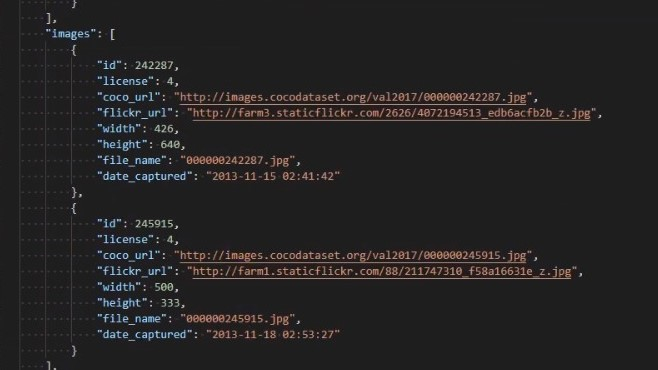 }
],
"images": [
{
"id": 242287,
"license": 4,
"coco_url": "http://images.cocodataset.org/val2017/000000242287.jpg",
"flickr_url": "http://farm3.staticflickr.com/2626/4072194513_edb6acfb2b_z.jpg",
"width": 426,
"height": 640,
"file_name": "000000242287.jpg",
"date_captured": "2013-11-15 02:41:42"
},
{
"id": 245915,
"license": 4,
"coco_url": "http://images.cocodataset.org/val2017/000000245915.jpg",
"flickr_url": "http://farm1.staticflickr.com/88/211747310_f58a16631e_z.jpg",
"width": 500,
"height": 333,
"file_name": "000000245915.jpg",
"date_captured": "2013-11-18 02:53:27"
}
],